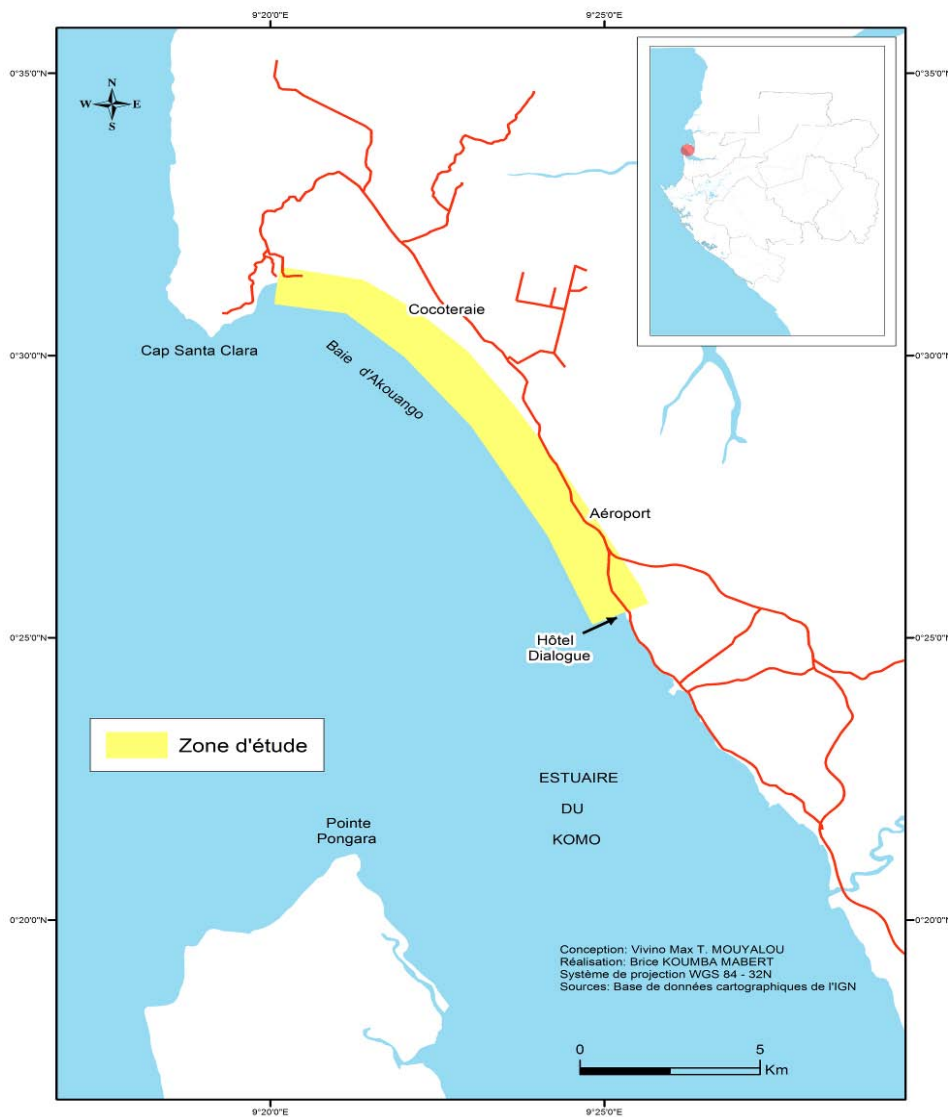 9°20'0"E
9°25'0"E
0°35'0"N
0°35'0"N
N
W
E
S
Cocoteraie
Cap Santa Clara
0°30'0"N
0°30'0"N
Baie d'Akouango
Aéroport
0°25'0"N
0°25'0"N
Hôtel
Dialogue
Zone d'étude
ESTUAIRE
DU
KOMO
Pointe
Pongara
0°20'0"N
0°20'0"N
Conception: Vivino Max T. MOUYALOU
Réalisation: Brice KOUMBA MABERT
Système de projection WGS 84 - 32N
Sources: Base de données cartographiques de l'IGN
0
5
Km
9°20'0"E
9°25'0"E